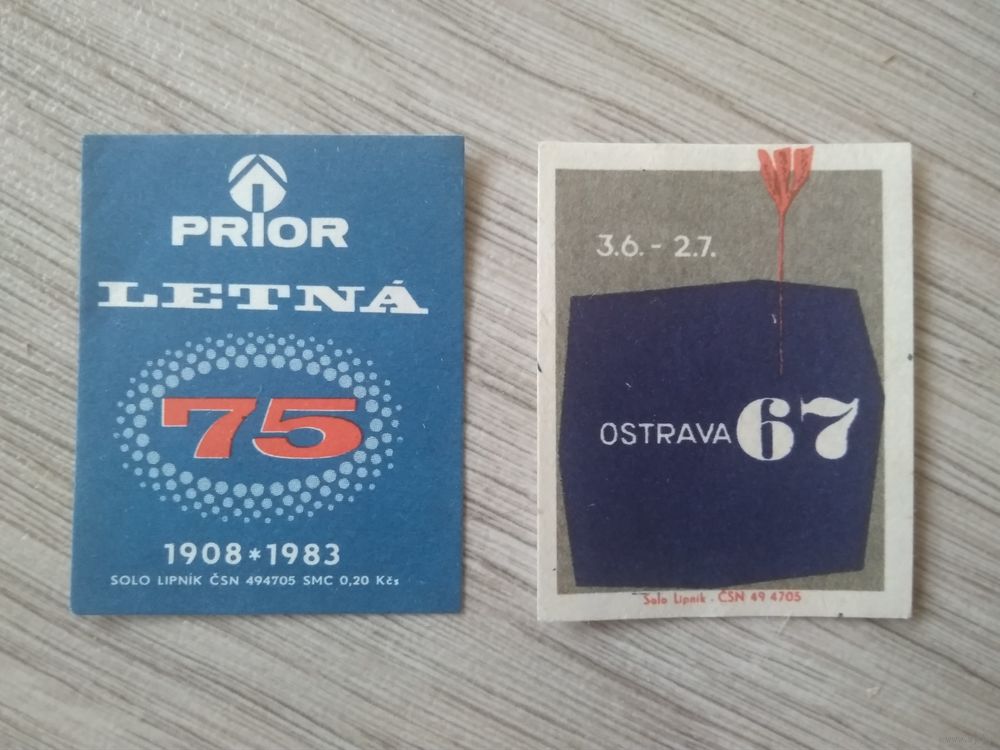 PRIOR
LETNÁ
75
1908*1983
SOLO LIPNÍK ČSN 494705 SMC 0,20 Kčs
3.6. - 2.7.
OSTRAVA 67
Solo Lipník . ČSN 49 4705